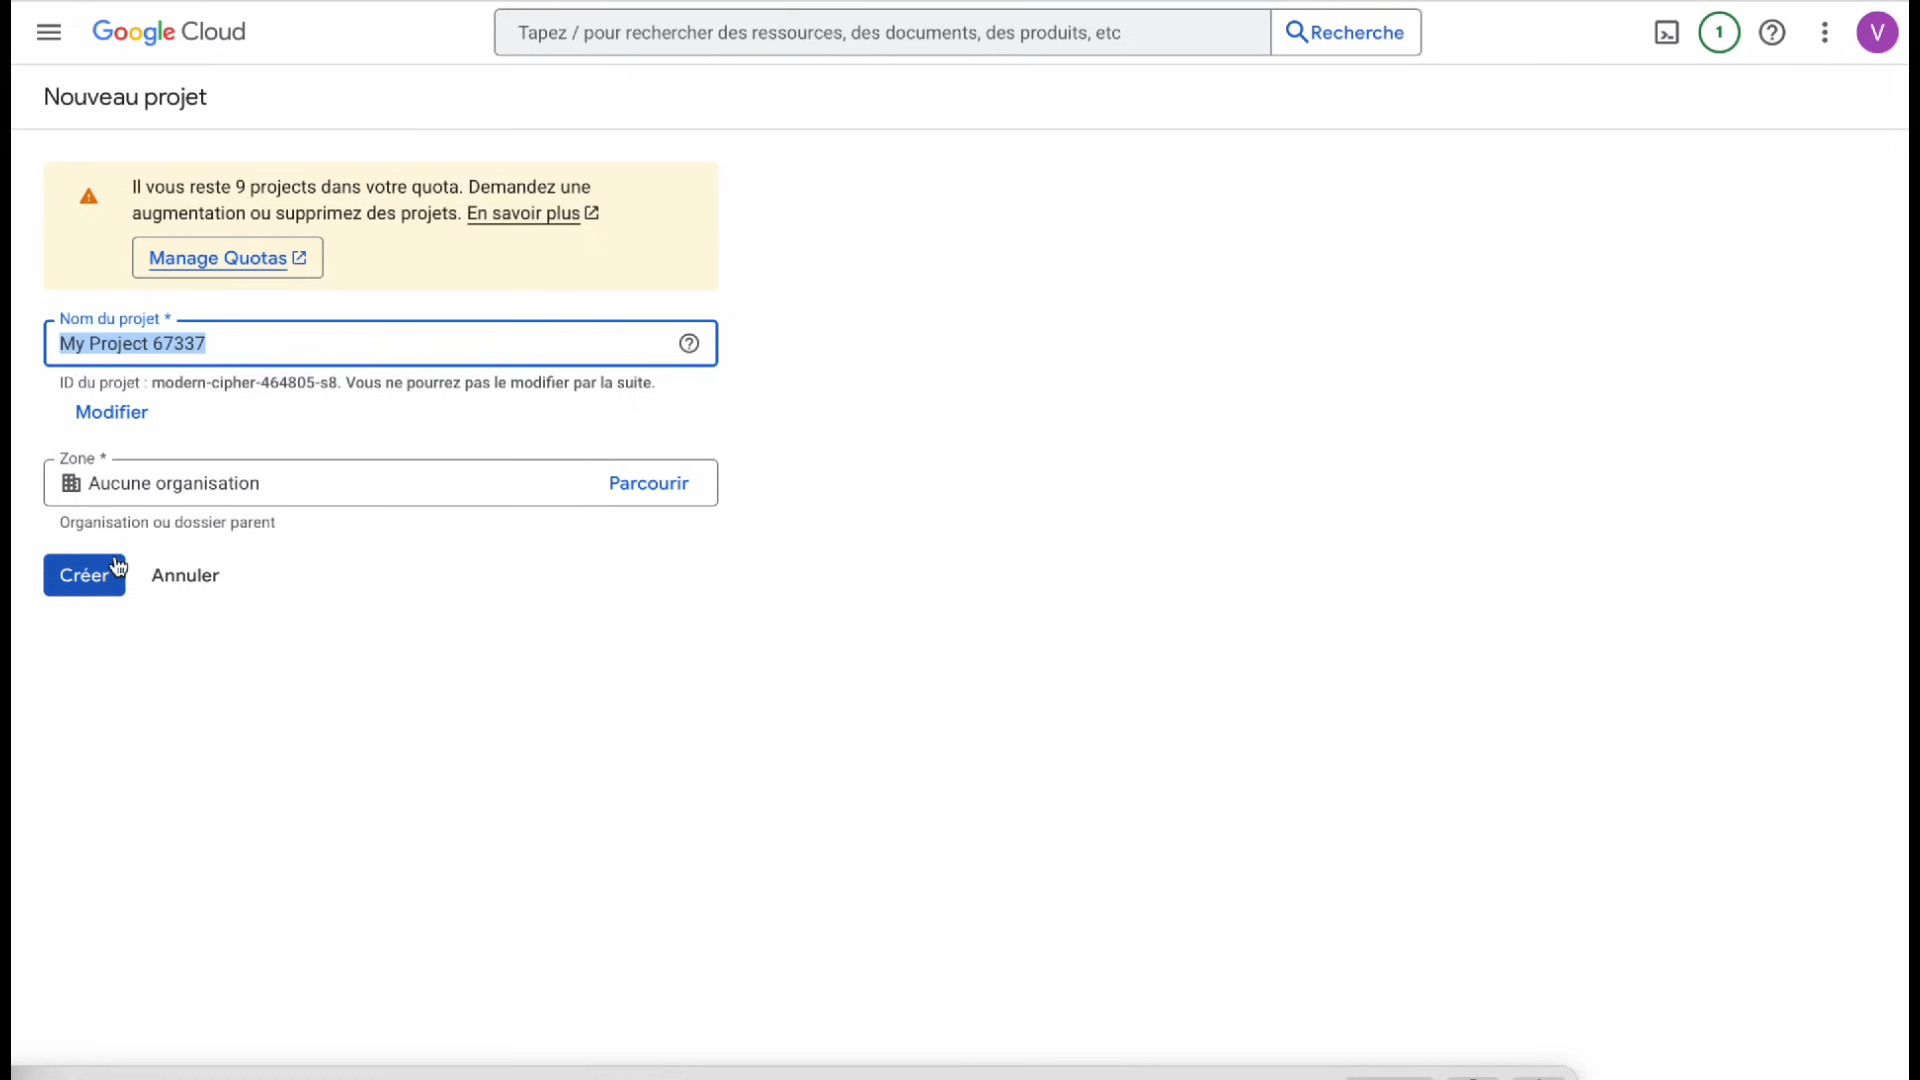 Google Cloud
Tapez / pour rechercher des ressources, des documents, des produits, etc
Recherche
1
V
Nouveau projet
Il vous reste 9 projects dans votre quota. Demandez une
augmentation ou supprimez des projets. En savoir plus
Manage Quotas
Nom du projet *
My Project 67337
ID du projet : modern-cipher-464805-s8. Vous ne pourrez pas le modifier par la suite.
Modifier
Zone *
Aucune organisation
Parcourir
Organisation ou dossier parent
Créer
Annuler